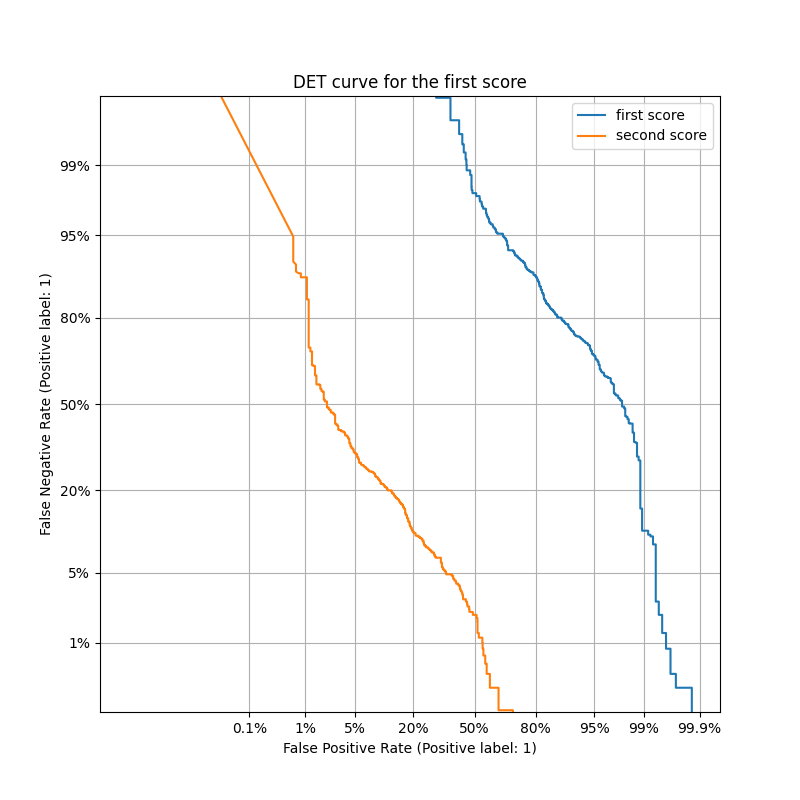 DET curve for the first score
first score
second score
99%
95%
80%
50%
20%
5%
1%
False Negative Rate (Positive label: 1)
0.1% 1% 5% 20% 50% 80% 95% 99% 99.9%
False Positive Rate (Positive label: 1)